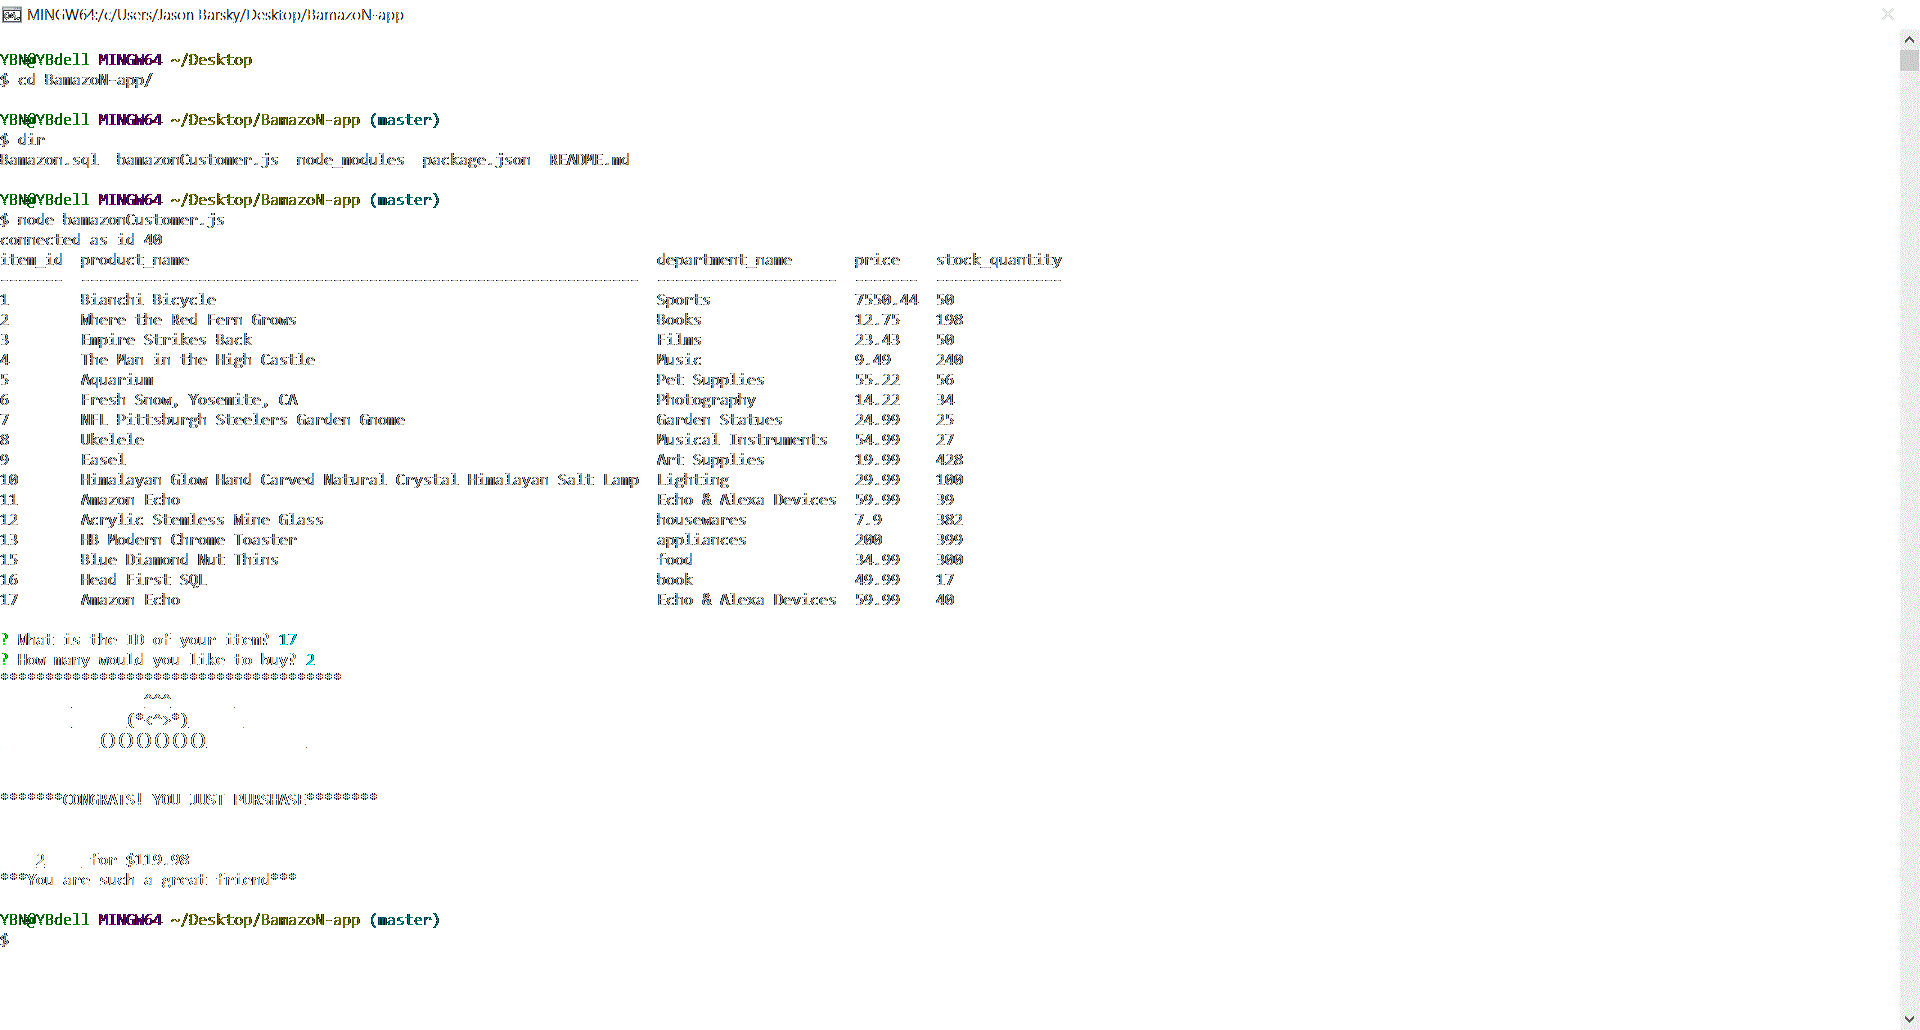 MINGW64:/c/Users/Jason Barsky/Desktop/BamazoN-app
YBN@YBdell MINGW64 ~/Desktop
$ cd BamazoN-app/
YBN@YBdell MINGW64 ~/Desktop/BamazoN-app (master)
$ dir
Bamazon.sql  bamazonCustomer.js  node_modules  package.json  README.md
YBN@YBdell MINGW64 ~/Desktop/BamazoN-app (master)
$ node bamazonCustomer.js
connected as id 40
item_id  product_name  department_name  price  stock_quantity
-------  --------------------------------------------------------------  --------------------  -------  --------------
1  Bianchi Bicycle  Sports  7550.44  50
2  Where the Red Fern Grows  Books  12.75  198
3  Empire Strikes Back  Films  23.43  50
4  The Man in the High Castle  Music  9.49  240
5  Aquarium  Pet Supplies  55.22  56
6  Fresh Snow, Yosemite, CA  Photography  14.22  34
7  NFL Pittsburgh Steelers Garden Gnome  Garden Statues  24.99  25
8  Ukelele  Musical Instruments  54.99  27
9  Easel  Art Supplies  19.99  428
10  Himalayan Glow Hand Carved Natural Crystal Himalayan Salt Lamp  Lighting  29.99  100
11  Amazon Echo  Echo & Alexa Devices  59.99  39
12  Acrylic Stemless Wine Glass  housewares  7.9  382
13  HB Modern Chrome Toaster  appliances  200  399
15  Blue Diamond Nut Thins  food  34.99  300
16  Head First SQL  book  49.99  17
17  Amazon Echo  Echo & Alexa Devices  59.99  40
? What is the ID of your item? 17
? How many would you like to buy? 2
**************************************
^^^
(*<^>*)
()()()()()()
*******CONGRATS! YOU JUST PURSHASE********
2     for $119.98
***You are such a great friend***
YBN@YBdell MINGW64 ~/Desktop/BamazoN-app (master)
$